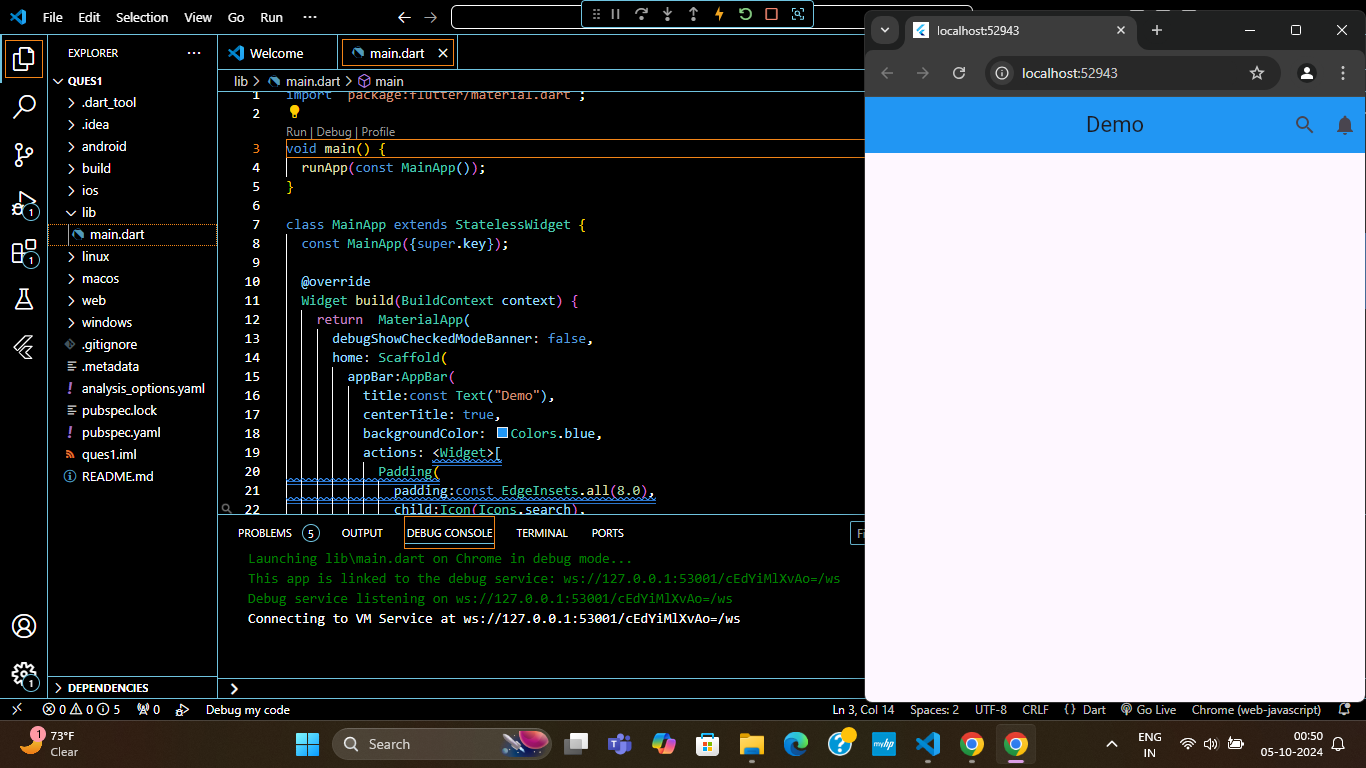 File Edit Selection View Go Run ···
localhost:52943
localhost:52943
Demo
EXPLORER ···
QUES1
.dart_tool
.idea
android
build
ios
lib
main.dart
linux
macos
web
windows
.gitignore
.metadata
analysis_options.yaml
pubspec.lock
pubspec.yaml
ques1.iml
README.md
DEPENDENCIES
1
1
1
Welcome main.dart
lib > main.dart > main
1 import 'package:flutter/material.dart';
2
Run | Debug | Profile
3 void main() {
4 runApp(const MainApp());
5 }
6
7 class MainApp extends StatelessWidget {
8 const MainApp({super.key});
9
10 @override
11 Widget build(BuildContext context) {
12 return MaterialApp(
13 debugShowCheckedModeBanner: false,
14 home: Scaffold(
15 appBar:AppBar(
16 title:const Text("Demo"),
17 centerTitle: true,
18 backgroundColor: Colors.blue,
19 actions: <Widget>[
20 Padding(
21 padding:const EdgeInsets.all(8.0),
22 child:Icon(Icons.search),
PROBLEMS 5 OUTPUT DEBUG CONSOLE TERMINAL PORTS
Launching lib\main.dart on Chrome in debug mode...
This app is linked to the debug service: ws://127.0.0.1:53001/cEdYiMlXvAo=/ws
Debug service listening on ws://127.0.0.1:53001/cEdYiMlXvAo=/ws
Connecting to VM Service at ws://127.0.0.1:53001/cEdYiMlXvAo=/ws
0 0 5 0 Debug my code Ln 3, Col 14 Spaces: 2 UTF-8 CRLF {} Dart Go Live Chrome (web-javascript)
1 73°F
Clear
Search
myhp
ENG
IN
00:50
05-10-2024